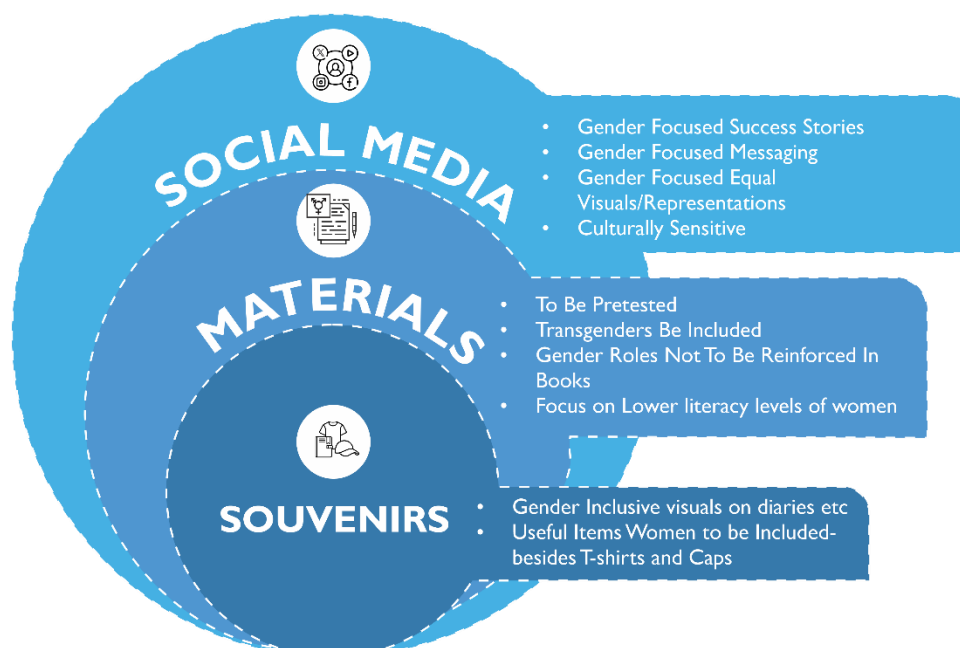 SOCIAL MEDIA
• Gender Focused Success Stories
• Gender Focused Messaging
• Gender Focused Equal
Visuals/Representations
• Culturally Sensitive
MATERIALS
• To Be Pretested
• Transgenders Be Included
• Gender Roles Not To Be Reinforced In
Books
• Focus on Lower literacy levels of women
SOUVENIRS
• Gender Inclusive visuals on diaries etc
• Useful Items Women to be Included-
besides T-shirts and Caps